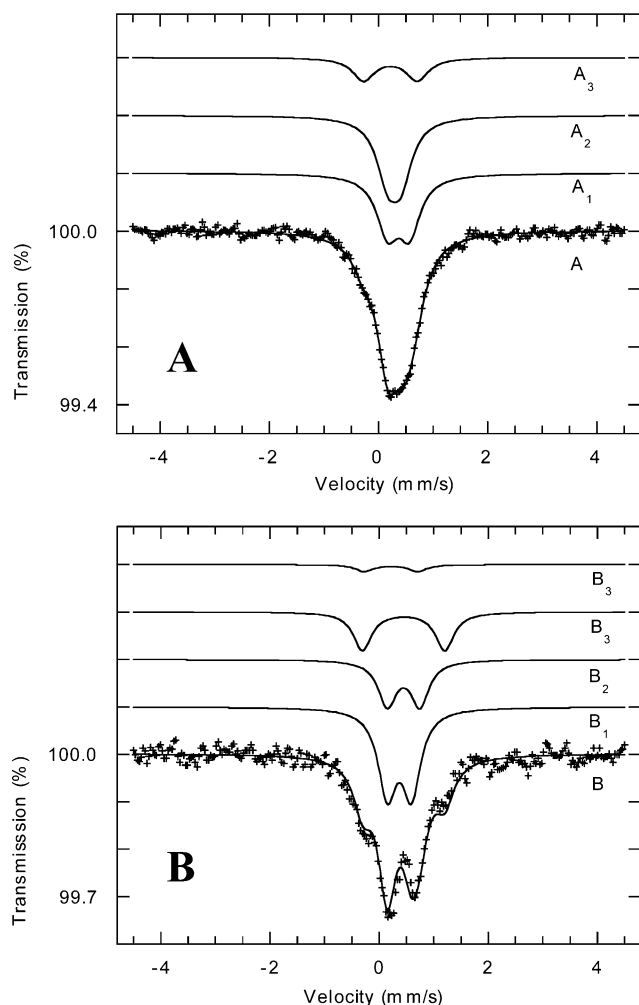 A3
A2
A1
100.0
A
Transmission (%)
A
99.4
-4 -2 0 2 4
Velocity (mm/s)
B3
B3
B2
B1
100.0
B
Transmisssion (%)
B
99.7
-4 -2 0 2 4
Velocity (mm/s)